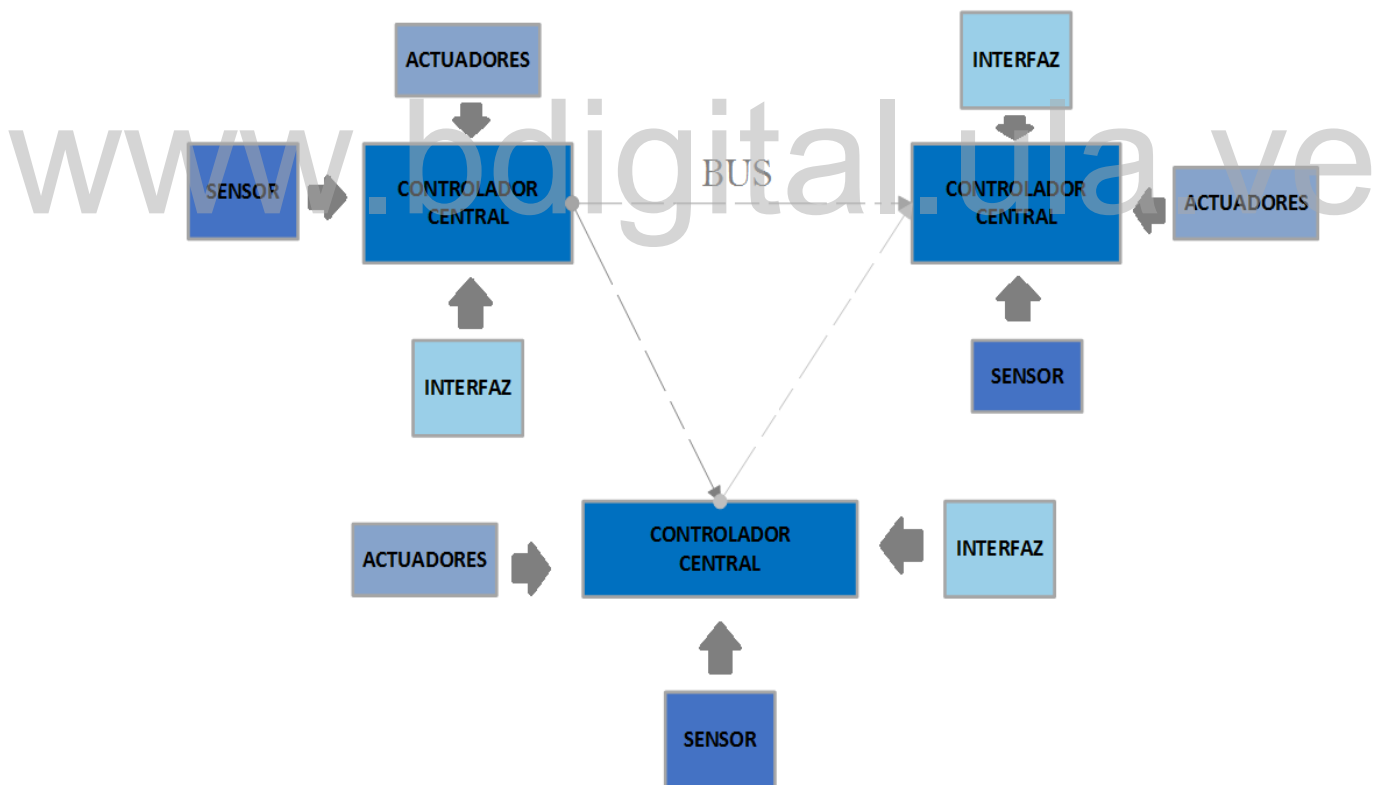 ACTUADORES
INTERFAZ
www.bdigital.ula.ve
SENSOR
CONTROLADOR
CENTRAL
BUS
CONTROLADOR
CENTRAL
ACTUADORES
INTERFAZ
SENSOR
CONTROLADOR
CENTRAL
ACTUADORES
INTERFAZ
SENSOR